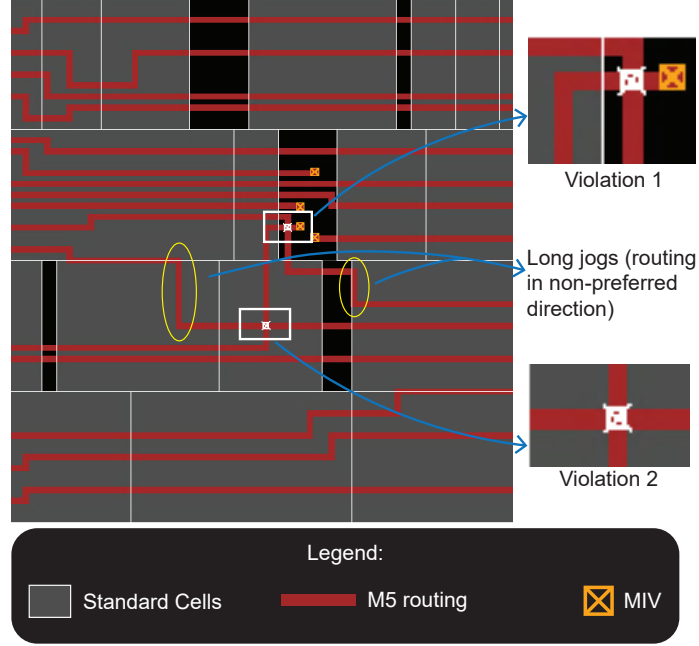 Violation 1
Long jogs (routing
in non-preferred
direction)
Violation 2
Legend:
Standard Cells
M5 routing
MIV